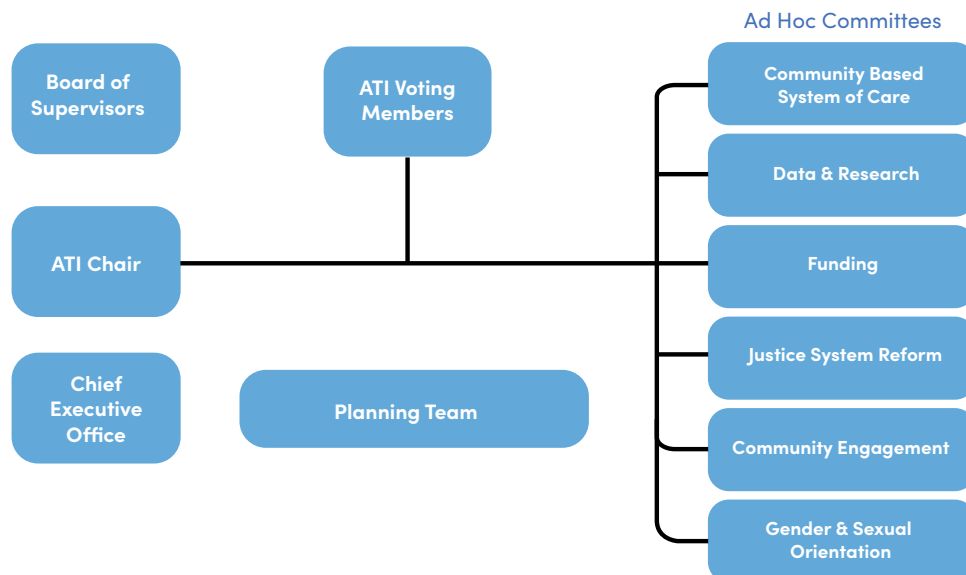 Ad Hoc Committees
Board of
Supervisors
ATI Voting
Members
Community Based
System of Care
Data & Research
ATI Chair
Funding
Justice System Reform
Chief
Executive
Office
Planning Team
Community Engagement
Gender & Sexual
Orientation